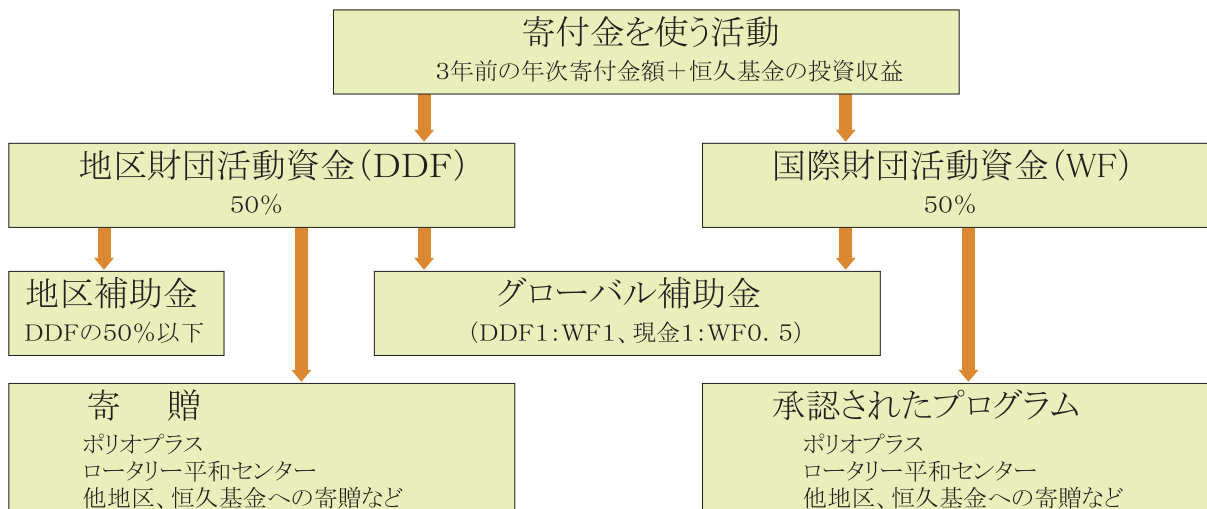 寄付金を使う活動
3年前の年次寄付金額＋恒久基金の投資収益
地区財団活動資金（DDF）
50％
国際財団活動資金（WF）
50％
地区補助金
DDFの50％以下
グローバル補助金
（DDF1：WF1、現金1：WF0．5）
寄　贈
ポリオプラス
ロータリー平和センター
他地区、恒久基金への寄贈など
承認されたプログラム
ポリオプラス
ロータリー平和センター
他地区、恒久基金への寄贈など